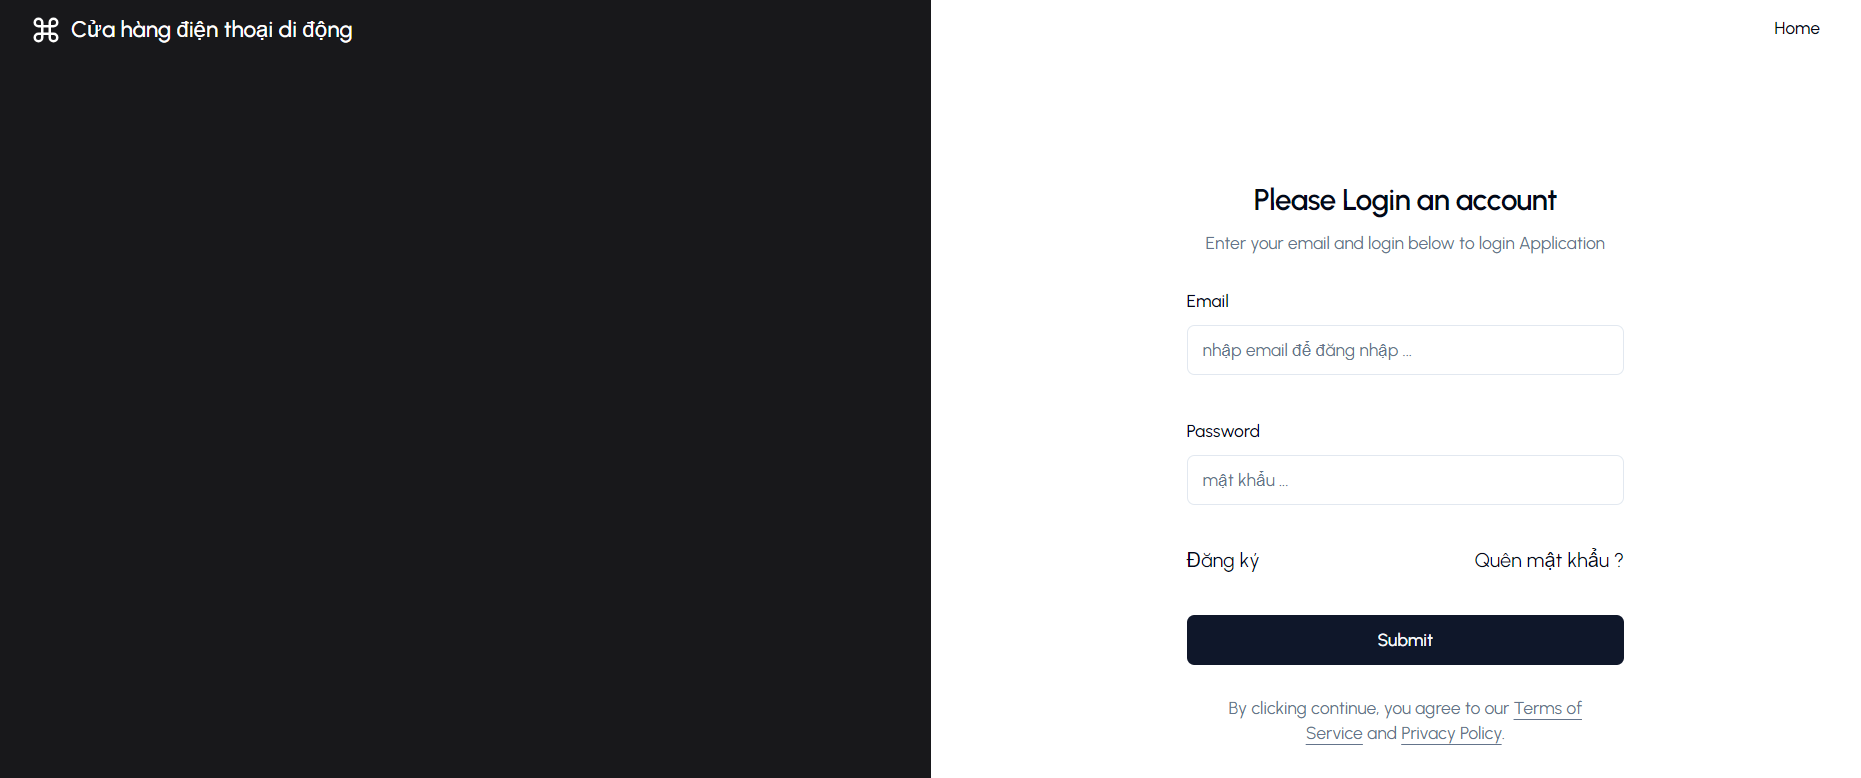 Cửa hàng điện thoại di động
Home
Please Login an account
Enter your email and login below to login Application
Email
nhập email để đăng nhập ...
Password
mật khẩu ...
Đăng ký
Quên mật khẩu ?
Submit
By clicking continue, you agree to our Terms of
Service and Privacy Policy.